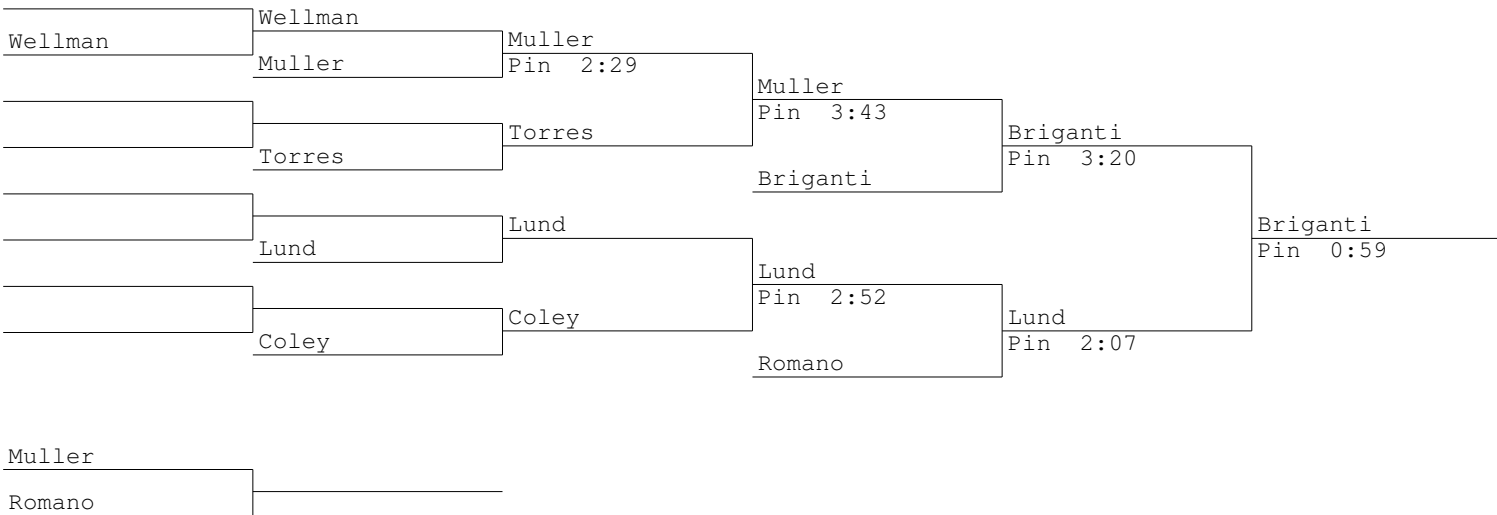 Wellman
Wellman
Muller
Muller
Pin 2:29
Torres
Torres
Muller
Pin 3:43
Briganti
Briganti
Pin 3:20
Lund
Lund
Coley
Coley
Lund
Pin 2:52
Romano
Lund
Pin 2:07
Briganti
Pin 0:59
Muller
Romano